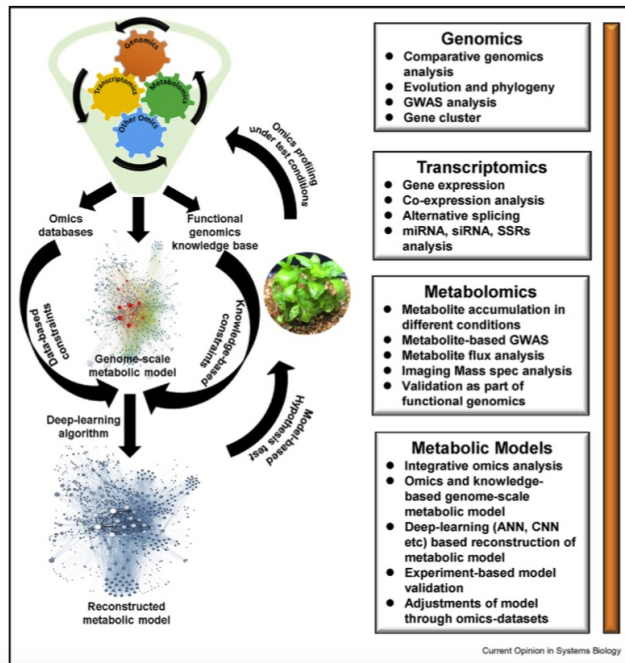 Genomics
Transcriptomics
Metabolomics
Other Omics
Omics profiling
under test conditions
Omics
databases
Functional
genomics
knowledge base
Data-based
constraints
Knowledge-based
constraints
Genome-scale
metabolic model
Deep-learning
algorithm
Model-based
Hypothesis test
Reconstructed
metabolic model
Genomics
● Comparative genomics
analysis
● Evolution and phylogeny
● GWAS analysis
● Gene cluster
Transcriptomics
● Gene expression
● Co-expression analysis
● Alternative splicing
● miRNA, siRNA, SSRs
analysis
Metabolomics
● Metabolite accumulation in
different conditions
● Metabolite-based GWAS
● Metabolite flux analysis
● Imaging Mass spec analysis
● Validation as part of
functional genomics
Metabolic Models
● Integrative omics analysis
● Omics and knowledge-
based genome-scale
metabolic model
● Deep-learning (ANN, CNN
etc) based reconstruction of
metabolic model
● Experiment-based model
validation
● Adjustments of model
through omics-datasets
Current Opinion in Systems Biology